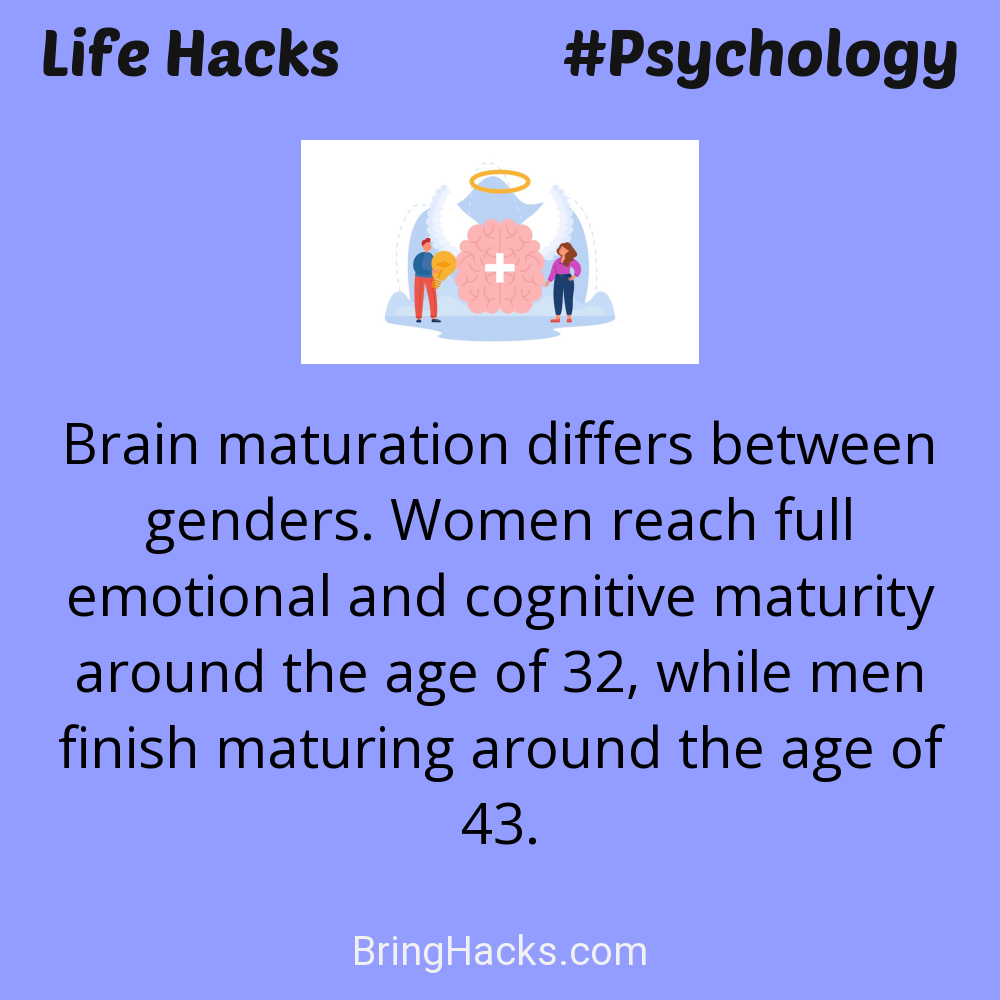 Life Hacks #Psychology
Brain maturation differs between
genders. Women reach full
emotional and cognitive maturity
around the age of 32, while men
finish maturing around the age of
43.
BringHacks.com